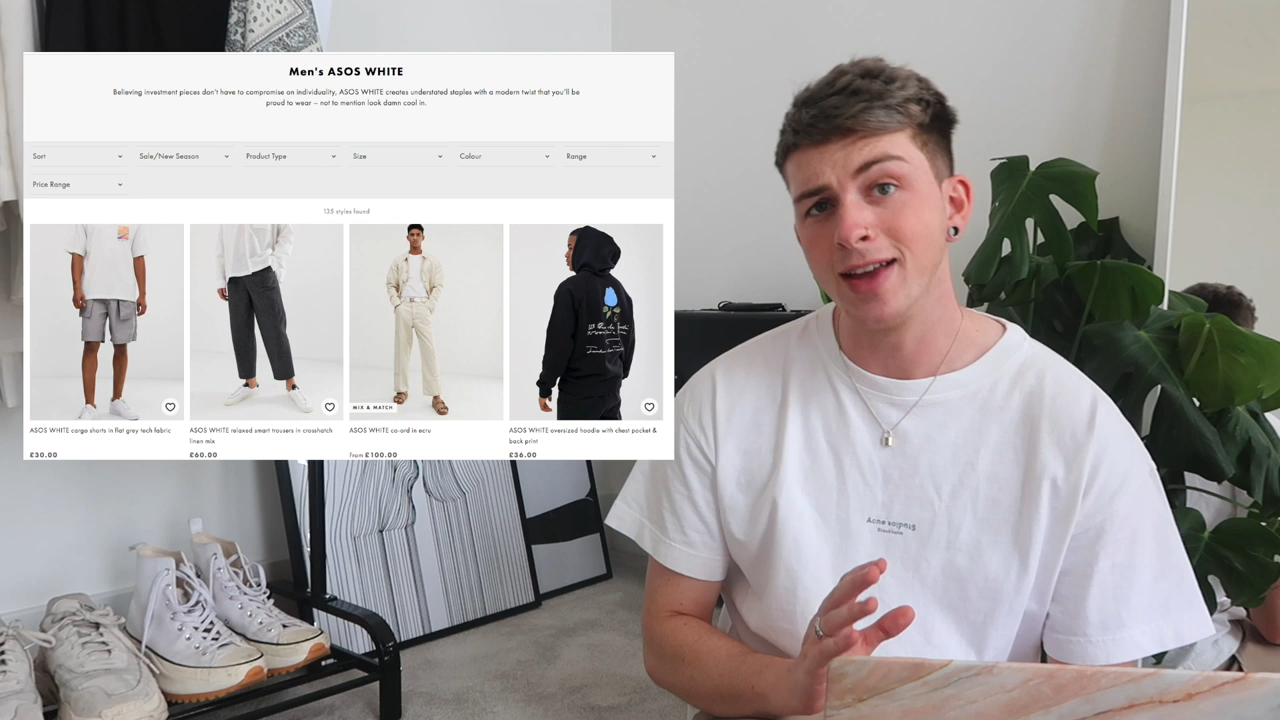 Men's ASOS WHITE
Believing investment pieces don't have to compromise on individuality, ASOS WHITE creates understated staples with a modern twist that you'll be
proud to wear – not to mention look damn cool in.
Sort
Sale/New Season
Product Type
Size
Colour
Range
Price Range
135 styles found
MIX & MATCH
ASOS WHITE cargo shorts in flat grey tech fabric
£30.00
ASOS WHITE relaxed smart trousers in crosshatch
linen mix
£60.00
ASOS WHITE co-ord in ecru
From £100.00
ASOS WHITE oversized hoodie with chest pocket &
back print
£36.00
Acne Studios
Stockholm